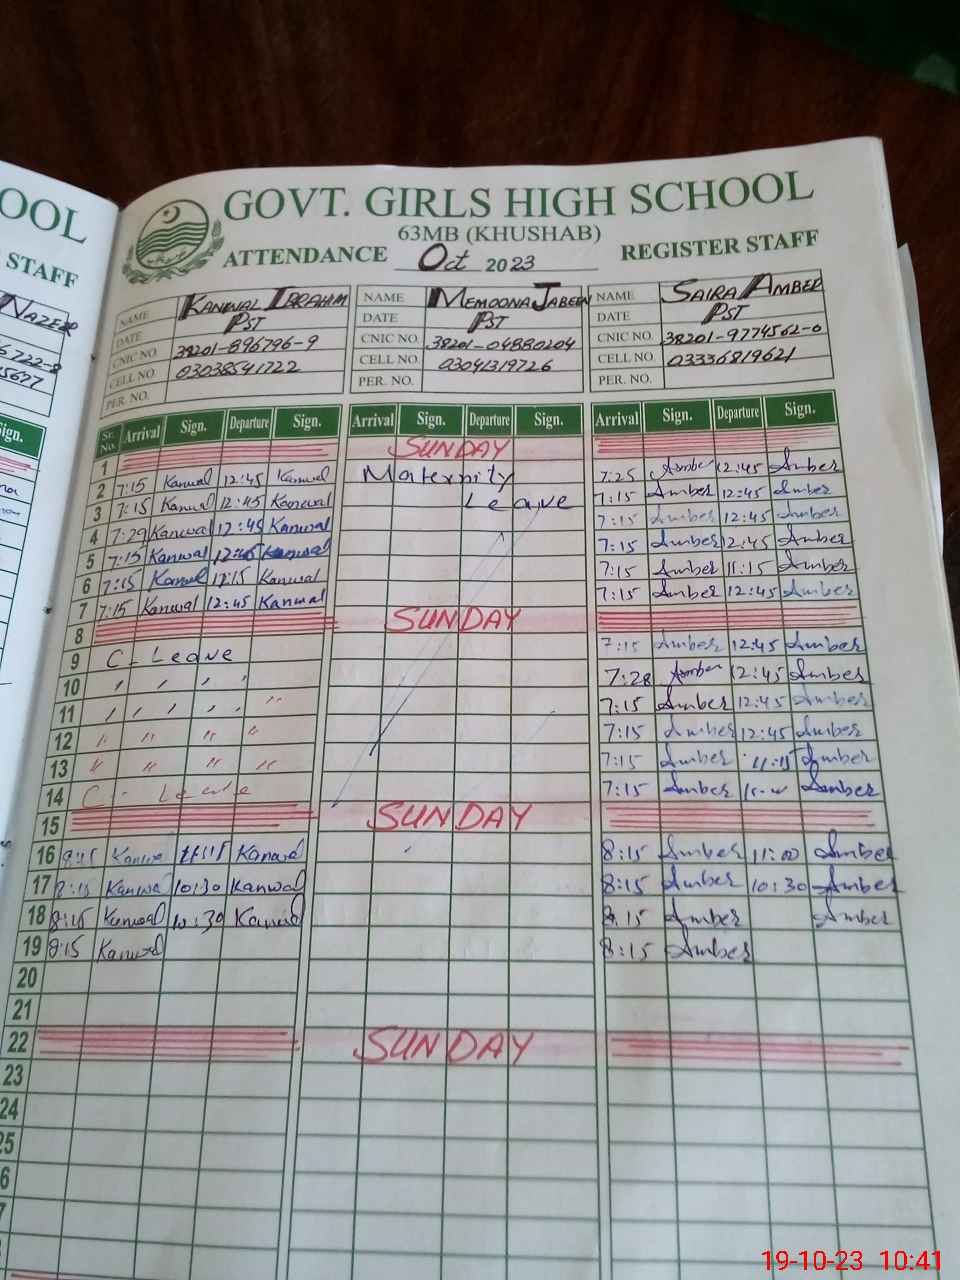 OOL
STAFF
NAZEER
GOVT. GIRLS HIGH SCHOOL
63MB (KHUSHAB)
ATTENDANCE Oct 2023 REGISTER STAFF
NAME KANWAL IBRAHIM NAME MEMOONA JABEEN NAME SAIRA AMBER
DATE PST DATE PST DATE PST
CNIC NO. 38201-896796-9 CNIC NO. 38201-04880204 CNIC NO. 38201-9774562-0
CELL NO. 03038541722 CELL NO. 03041319726 CELL NO. 03336819621
PER. NO. PER. NO. PER. NO.
Sr. No. Arrival Sign. Departure Sign. Arrival Sign. Departure Sign. Arrival Sign. Departure Sign.
1 SUNDAY
2 7:15 Kanwal 12:45 Kanwal Maternity 7:25 Amber 12:45 Amber
3 7:15 Kanwal 12:45 Kanwal Leave 7:15 Amber 12:45 Amber
4 7:29 Kanwal 12:45 Kanwal 7:15 Amber 12:45 Amber
5 7:15 Kanwal 12:45 Kanwal 7:15 Amber 12:45 Amber
6 7:15 Kanwal Kanwal 7:15 Amber 11:15 Amber
7 7:15 Kanwal 12:45 Kanwal 7:15 Amber 12:45 Amber
8 SUNDAY
9 C- Leave 7:15 Amber 12:45 Amber
10 , , , , 7:28 Amber 12:45 Amber
11 , , , , " 7:15 Amber 12:45 Amber
12 " " " " 7:15 Amber 12:45 Amber
13 " " " " 7:15 Amber 11:15 Amber
14 C - Leave 7:15 Amber Amber
15 SUNDAY
16 8:15 Kanwal Kanwal 8:15 Amber 11:00 Amber
17 8:15 Kanwal 10:30 Kanwal 8:15 Amber 10:30 Amber
18 8:15 Kanwal 10:30 Kanwal 8:15 Amber Amber
19 8:15 Kanwal 8:15 Amber
20
21
22 SUNDAY
23
24
25
19-10-23 10:41